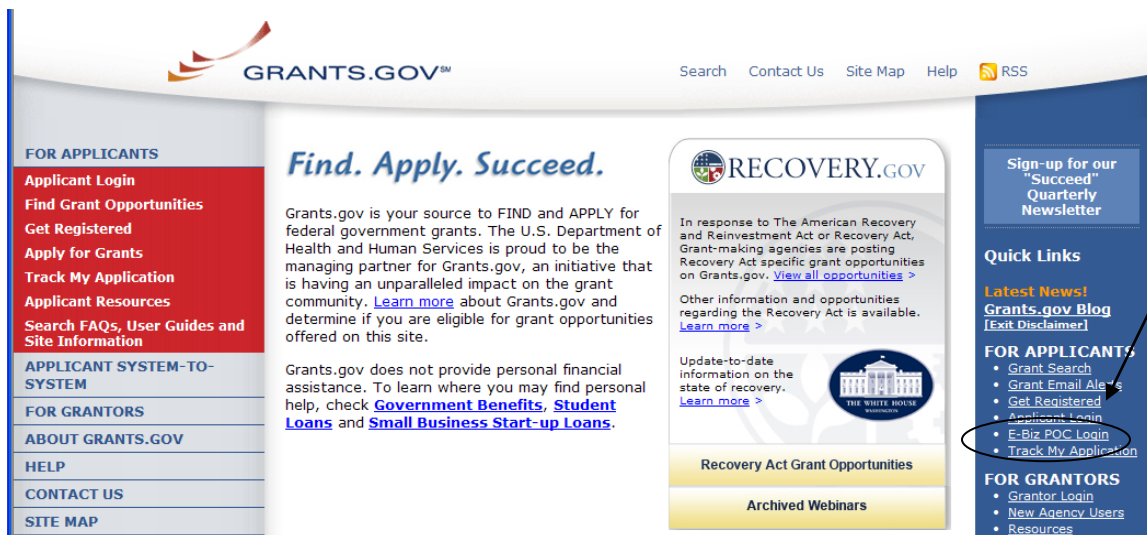 GRANTS.GOV℠
Search Contact Us Site Map Help RSS
FOR APPLICANTS
Applicant Login
Find Grant Opportunities
Get Registered
Apply for Grants
Track My Application
Applicant Resources
Search FAQs, User Guides and
Site Information
APPLICANT SYSTEM-TO-
SYSTEM
FOR GRANTORS
ABOUT GRANTS.GOV
HELP
CONTACT US
SITE MAP
Find. Apply. Succeed.
Grants.gov is your source to FIND and APPLY for
federal government grants. The U.S. Department of
Health and Human Services is proud to be the
managing partner for Grants.gov, an initiative that
is having an unparalleled impact on the grant
community. Learn more about Grants.gov and
determine if you are eligible for grant opportunities
offered on this site.
Grants.gov does not provide personal financial
assistance. To learn where you may find personal
help, check Government Benefits, Student
Loans and Small Business Start-up Loans.
RECOVERY.GOV
In response to The American Recovery
and Reinvestment Act or Recovery Act,
Grant-making agencies are posting
Recovery Act specific grant opportunities
on Grants.gov. View all opportunities >
Other information and opportunities
regarding the Recovery Act is available.
Learn more >
Update-to-date
information on the
state of recovery.
Learn more >
THE WHITE HOUSE
WASHINGTON
Recovery Act Grant Opportunities
Archived Webinars
Sign-up for our
"Succeed"
Quarterly
Newsletter
Quick Links
Latest News!
Grants.gov Blog
[Exit Disclaimer]
FOR APPLICANTS
• Grant Search
• Grant Email Alerts
• Get Registered
• Applicant Login
• E-Biz POC Login
• Track My Application
FOR GRANTORS
• Grantor Login
• New Agency Users
• Resources